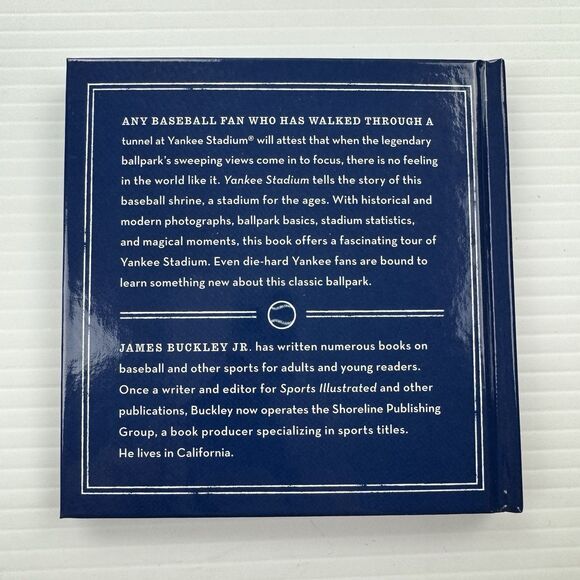 ANY BASEBALL FAN WHO HAS WALKED THROUGH A
tunnel at Yankee Stadium® will attest that when the legendary
ballpark's sweeping views come in to focus, there is no feeling
in the world like it. Yankee Stadium tells the story of this
baseball shrine, a stadium for the ages. With historical and
modern photographs, ballpark basics, stadium statistics,
and magical moments, this book offers a fascinating tour of
Yankee Stadium. Even die-hard Yankee fans are bound to
learn something new about this classic ballpark.
JAMES BUCKLEY JR. has written numerous books on
baseball and other sports for adults and young readers.
Once a writer and editor for Sports Illustrated and other
publications, Buckley now operates the Shoreline Publishing
Group, a book producer specializing in sports titles.
He lives in California.